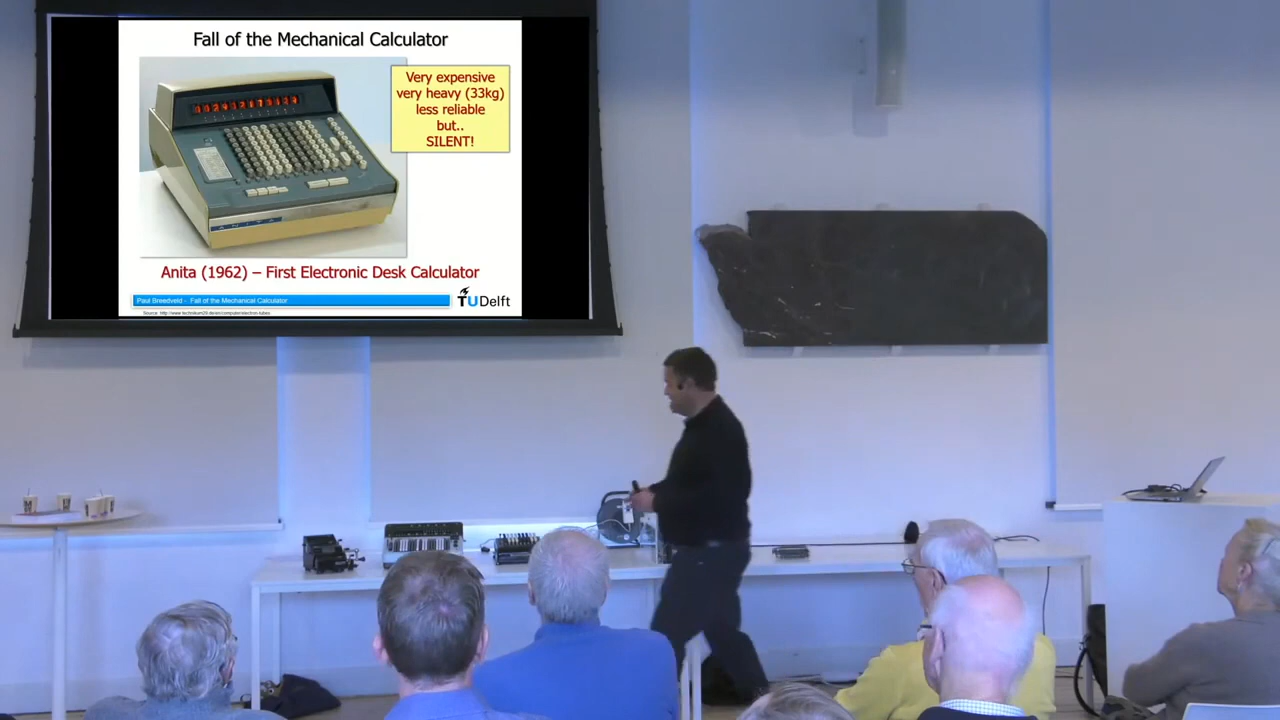 Fall of the Mechanical Calculator
Very expensive
very heavy (33kg)
less reliable
but..
SILENT!
ANITA
Anita (1962) – First Electronic Desk Calculator
Paul Breedveld - Fall of the Mechanical Calculator
TU Delft